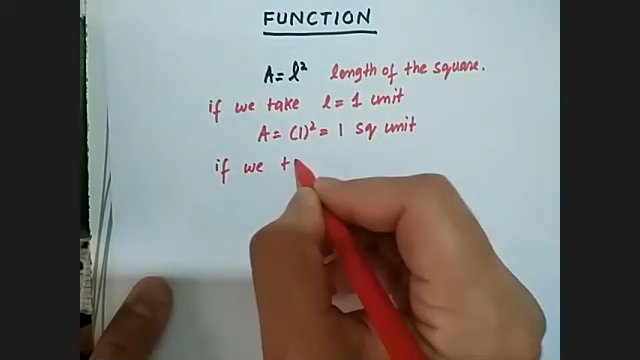 FUNCTION
A = l² length of the square.
if we take l = 1 unit
A = (1)² = 1 sq unit
if we t